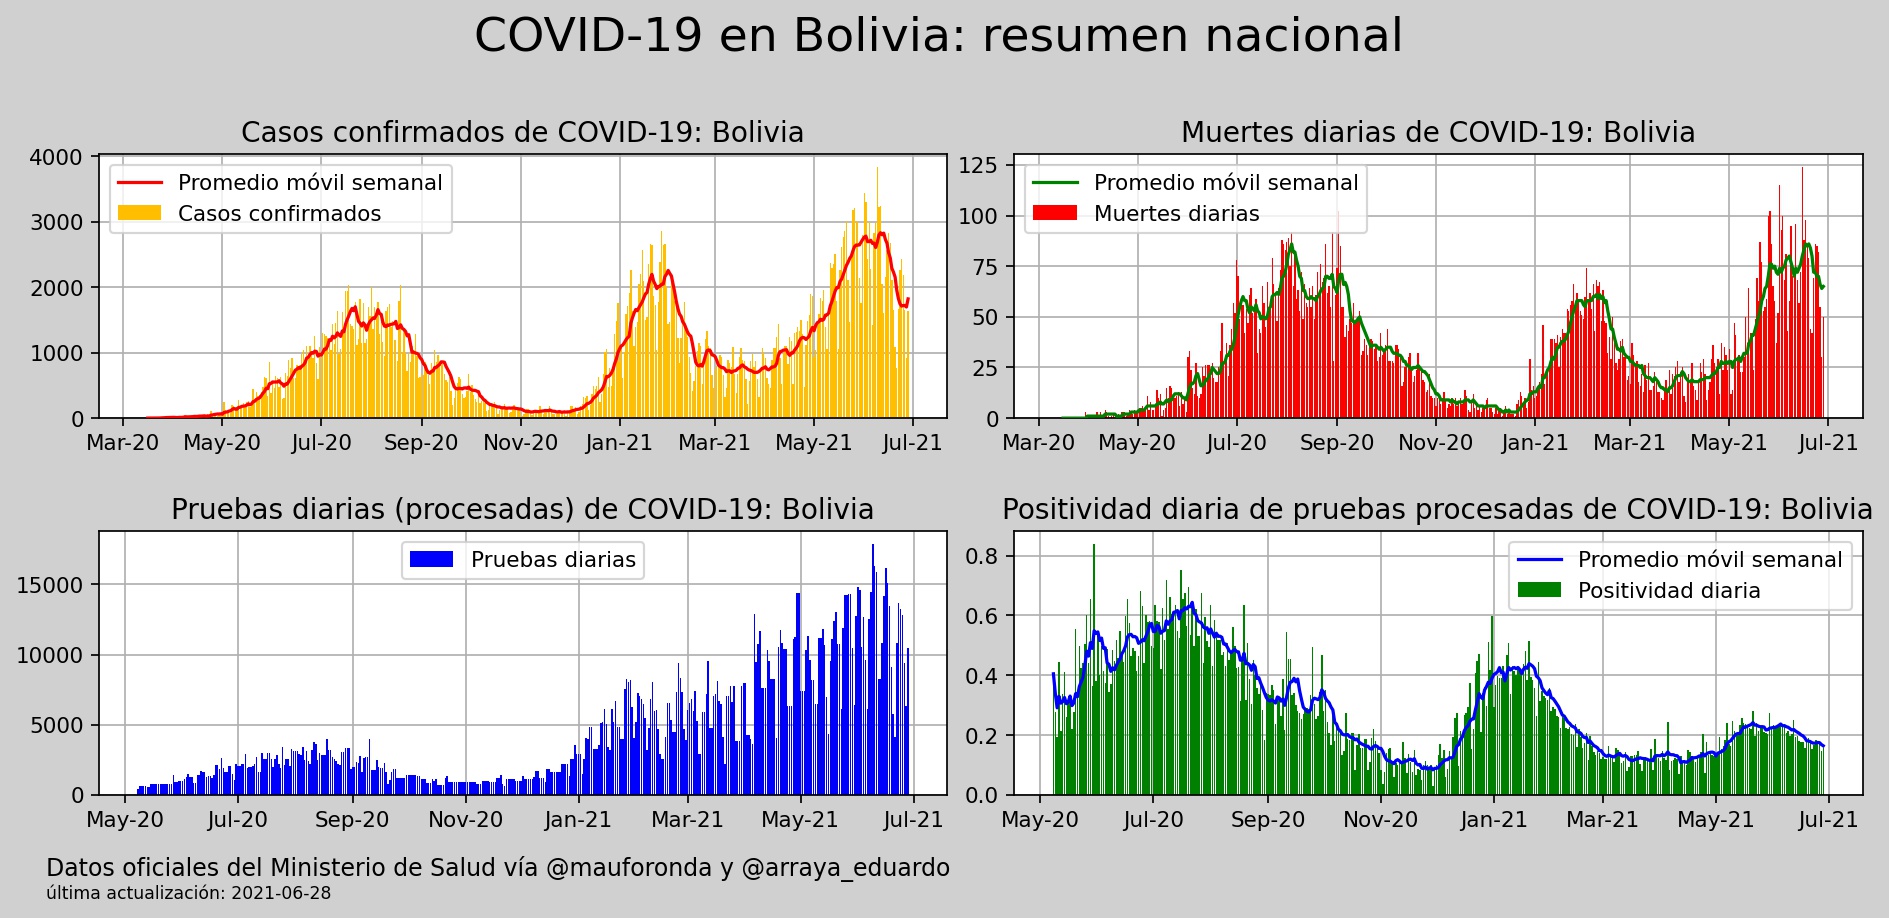 COVID-19 en Bolivia: resumen nacional
Casos confirmados de COVID-19: Bolivia
4000
3000
2000
1000
0
Promedio móvil semanal
Casos confirmados
Mar-20 May-20 Jul-20 Sep-20 Nov-20 Jan-21 Mar-21 May-21 Jul-21
Muertes diarias de COVID-19: Bolivia
125
100
75
50
25
0
Promedio móvil semanal
Muertes diarias
Mar-20 May-20 Jul-20 Sep-20 Nov-20 Jan-21 Mar-21 May-21 Jul-21
Pruebas diarias (procesadas) de COVID-19: Bolivia
15000
10000
5000
0
Pruebas diarias
May-20 Jul-20 Sep-20 Nov-20 Jan-21 Mar-21 May-21 Jul-21
Positividad diaria de pruebas procesadas de COVID-19: Bolivia
0.8
0.6
0.4
0.2
0.0
Promedio móvil semanal
Positividad diaria
May-20 Jul-20 Sep-20 Nov-20 Jan-21 Mar-21 May-21 Jul-21
Datos oficiales del Ministerio de Salud vía @mauforonda y @arraya_eduardo
última actualización: 2021-06-28